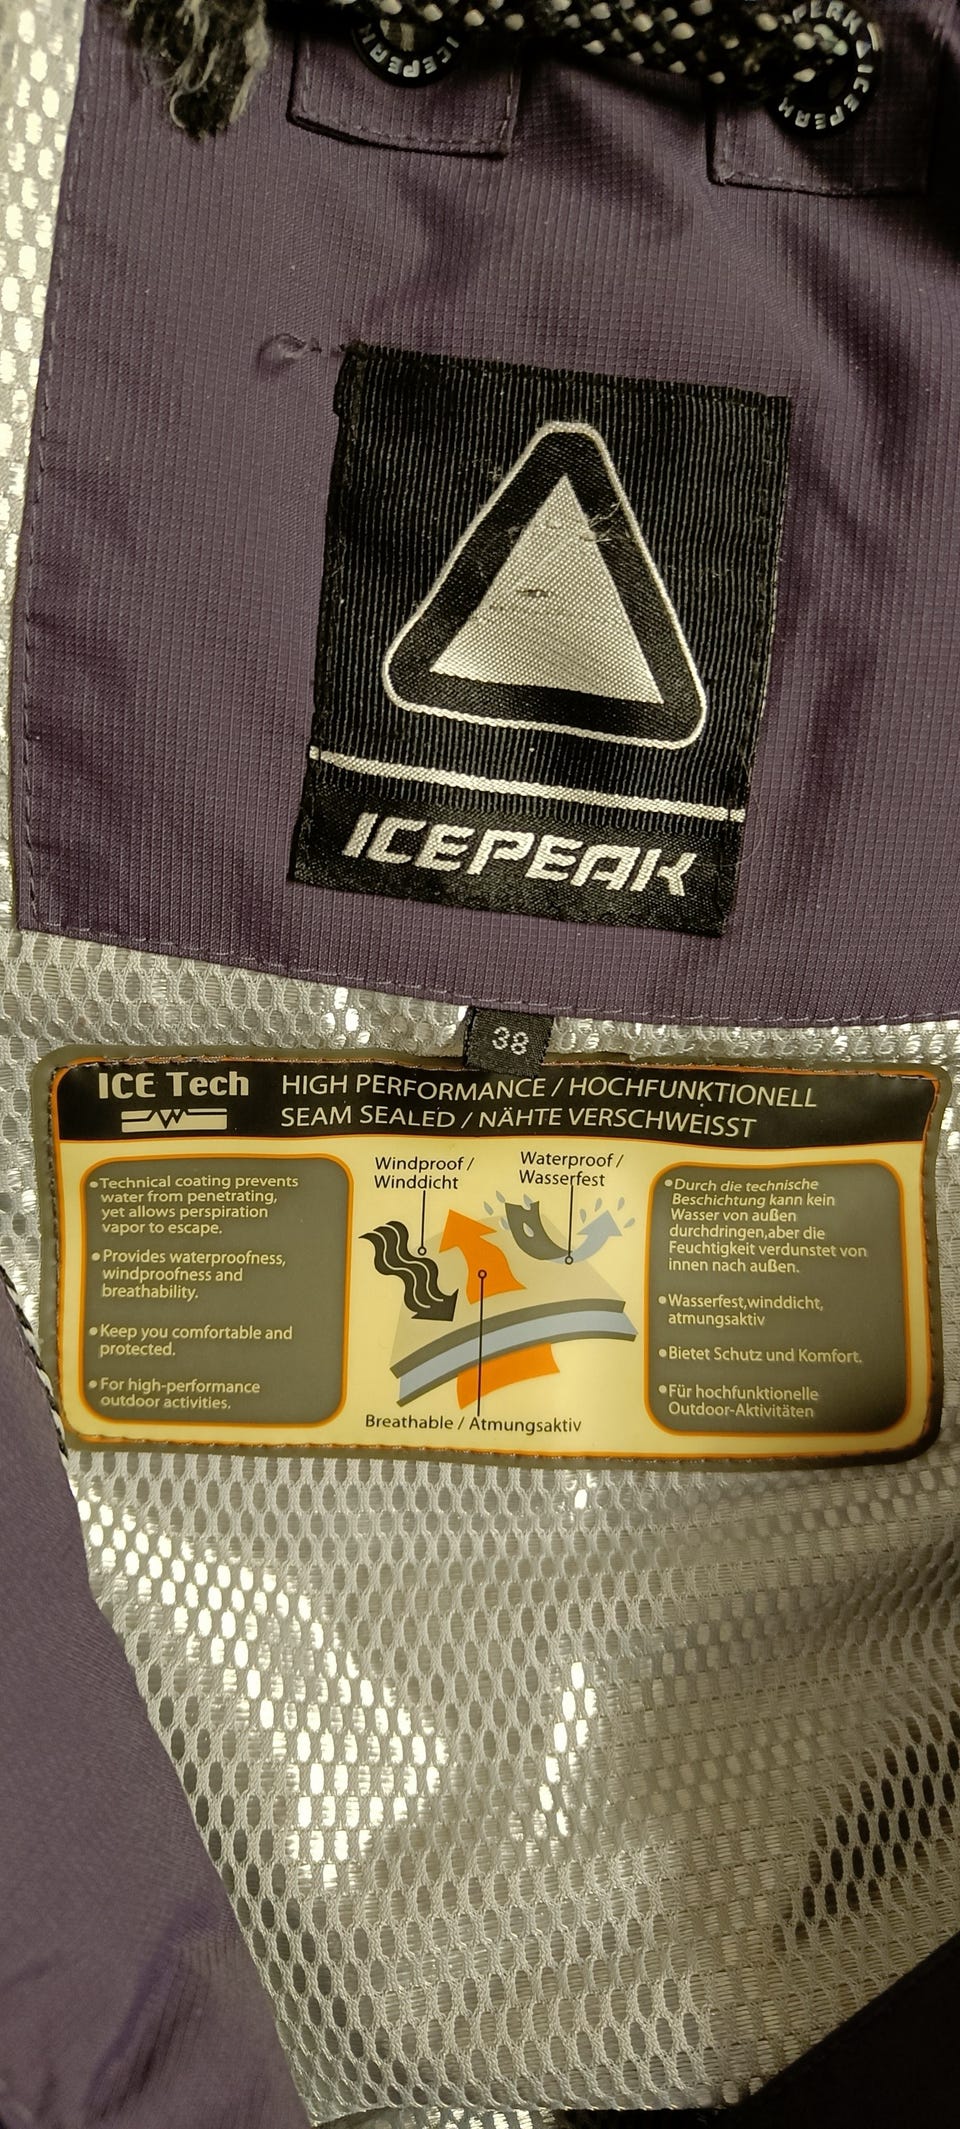 ICEPEAK
PERK
ICEPEAK
ICEPEAK
38
ICE Tech
HIGH PERFORMANCE / HOCHFUNKTIONELL
SEAM SEALED / NÄHTE VERSCHWEISST
•Technical coating prevents
water from penetrating,
yet allows perspiration
vapor to escape.
•Provides waterproofness,
windproofness and
breathability.
•Keep you comfortable and
protected.
•For high-performance
outdoor activities.
Windproof /
Winddicht
Waterproof /
Wasserfest
Breathable / Atmungsaktiv
•Durch die technische
Beschichtung kann kein
Wasser von außen
durchdringen,aber die
Feuchtigkeit verdunstet von
innen nach außen.
•Wasserfest,winddicht,
atmungsaktiv
•Bietet Schutz und Komfort.
•Für hochfunktionelle
Outdoor-Aktivitäten